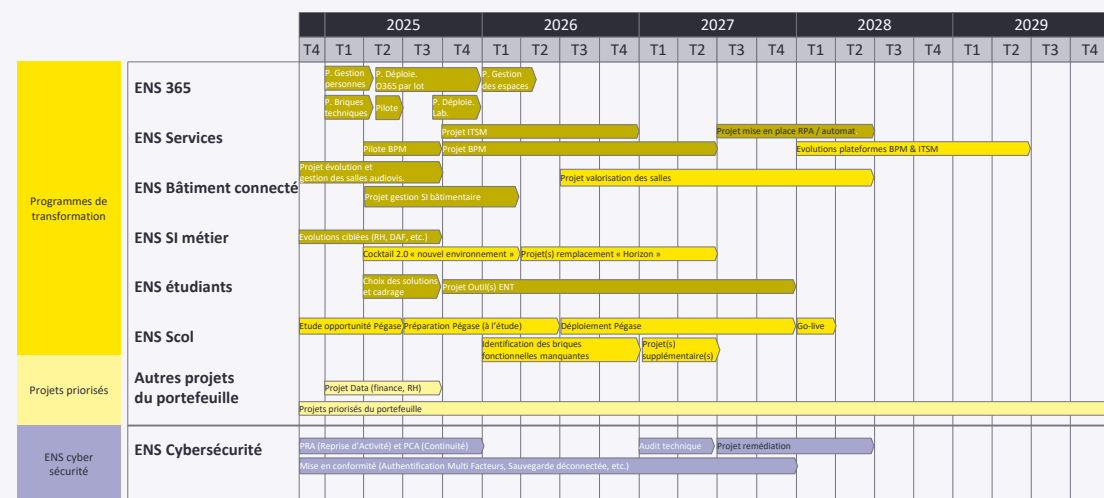 2025 2026 2027 2028 2029
T4 T1 T2 T3 T4 T1 T2 T3 T4 T1 T2 T3 T4 T1 T2 T3 T4 T1 T2 T3 T4
Programmes de
transformation
ENS 365
P. Gestion
personnes
P. Déploie.
O365 par lot
P. Gestion
des espaces
P. Briques
techniques
Pilote
P. Déploie.
Lab.
ENS Services
Projet ITSM
Projet mise en place RPA / automat.
Pilote BPM
Projet BPM
Evolutions plateformes BPM & ITSM
ENS Bâtiment connecté
Projet évolution et
gestion des salles audiovis.
Projet valorisation des salles
Projet gestion SI bâtimentaire
ENS SI métier
Evolutions ciblées (RH, DAF, etc.)
Cocktail 2.0 « nouvel environnement »
Projet(s) remplacement « Horizon »
ENS étudiants
Choix des solutions
et cadrage
Projet Outil(s) ENT
ENS Scol
Etude opportunité Pégase
Préparation Pégase (à l'étude)
Déploiement Pégase
Go-live
Identification des briques
fonctionnelles manquantes
Projet(s)
supplémentaire(s)
Projets priorisés
Autres projets
du portefeuille
Projet Data (finance, RH)
Projets priorisés du portefeuille
ENS cyber
sécurité
ENS Cybersécurité
PRA (Reprise d'Activité) et PCA (Continuité)
Audit technique
Projet remédiation
Mise en conformité (Authentification Multi Facteurs, Sauvegarde déconnectée, etc.)